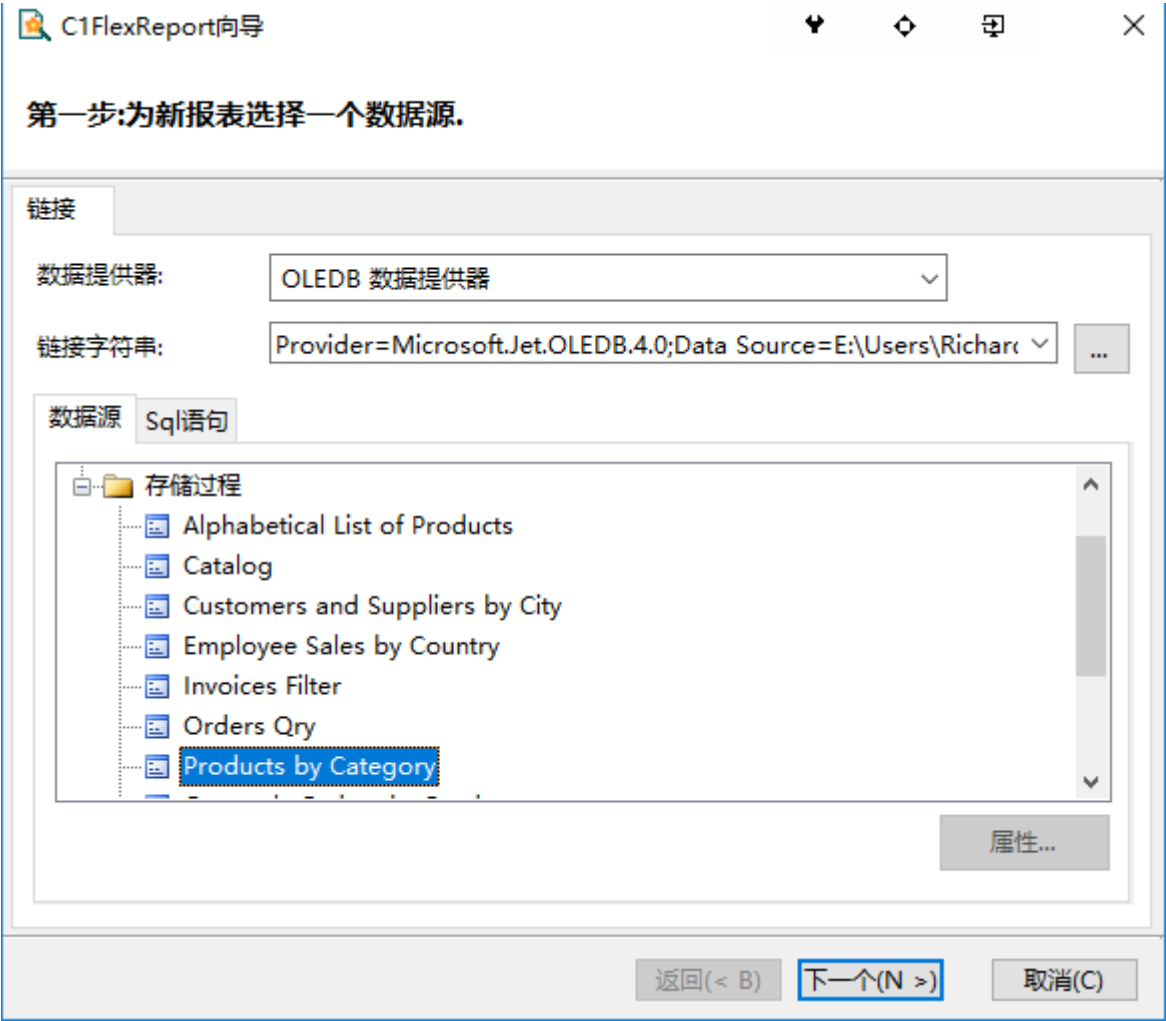 C1FlexReport向导
第一步:为新报表选择一个数据源.
链接
数据提供器: OLEDB 数据提供器
链接字符串: Provider=Microsoft.Jet.OLEDB.4.0;Data Source=E:\Users\Richard ...
数据源 Sql语句
存储过程
Alphabetical List of Products
Catalog
Customers and Suppliers by City
Employee Sales by Country
Invoices Filter
Orders Qry
Products by Category
属性...
返回(< B) 下一个(N >) 取消(C)